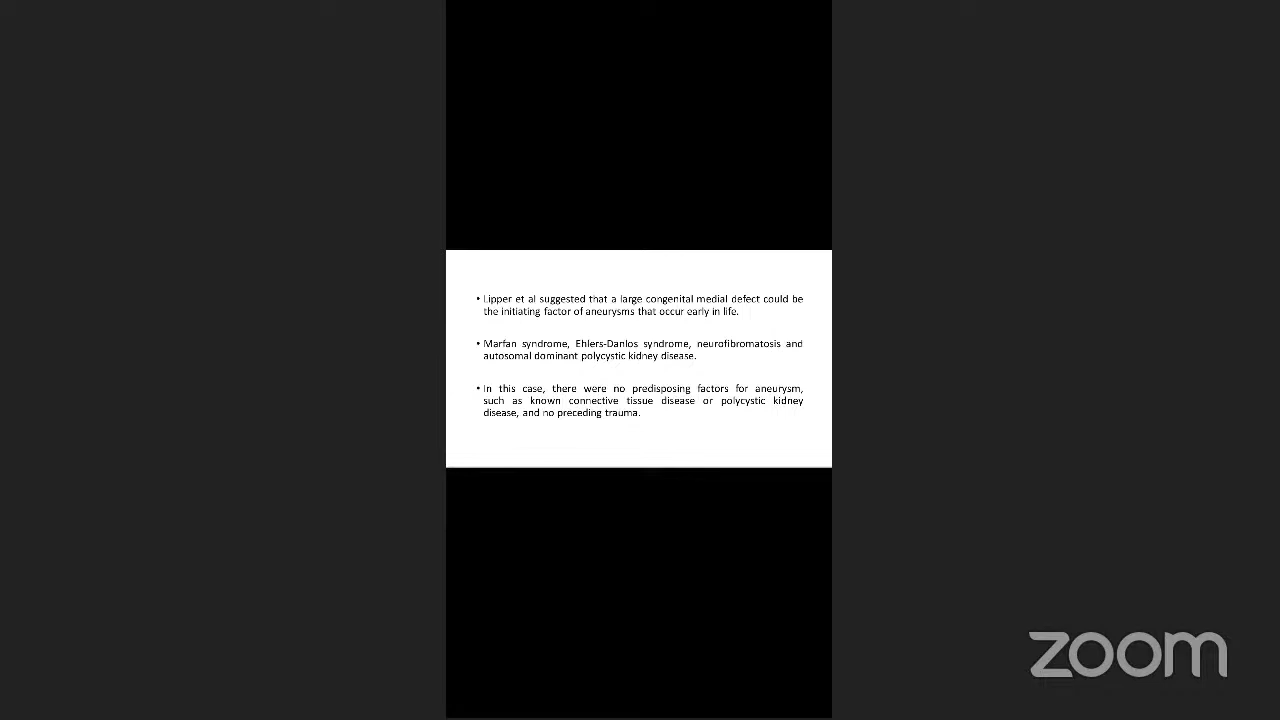 • Lipper et al suggested that a large congenital medial defect could be
the initiating factor of aneurysms that occur early in life.
• Marfan syndrome, Ehlers-Danlos syndrome, neurofibromatosis and
autosomal dominant polycystic kidney disease.
• In this case, there were no predisposing factors for aneurysm,
such as known connective tissue disease or polycystic kidney
disease, and no preceding trauma.
zoom